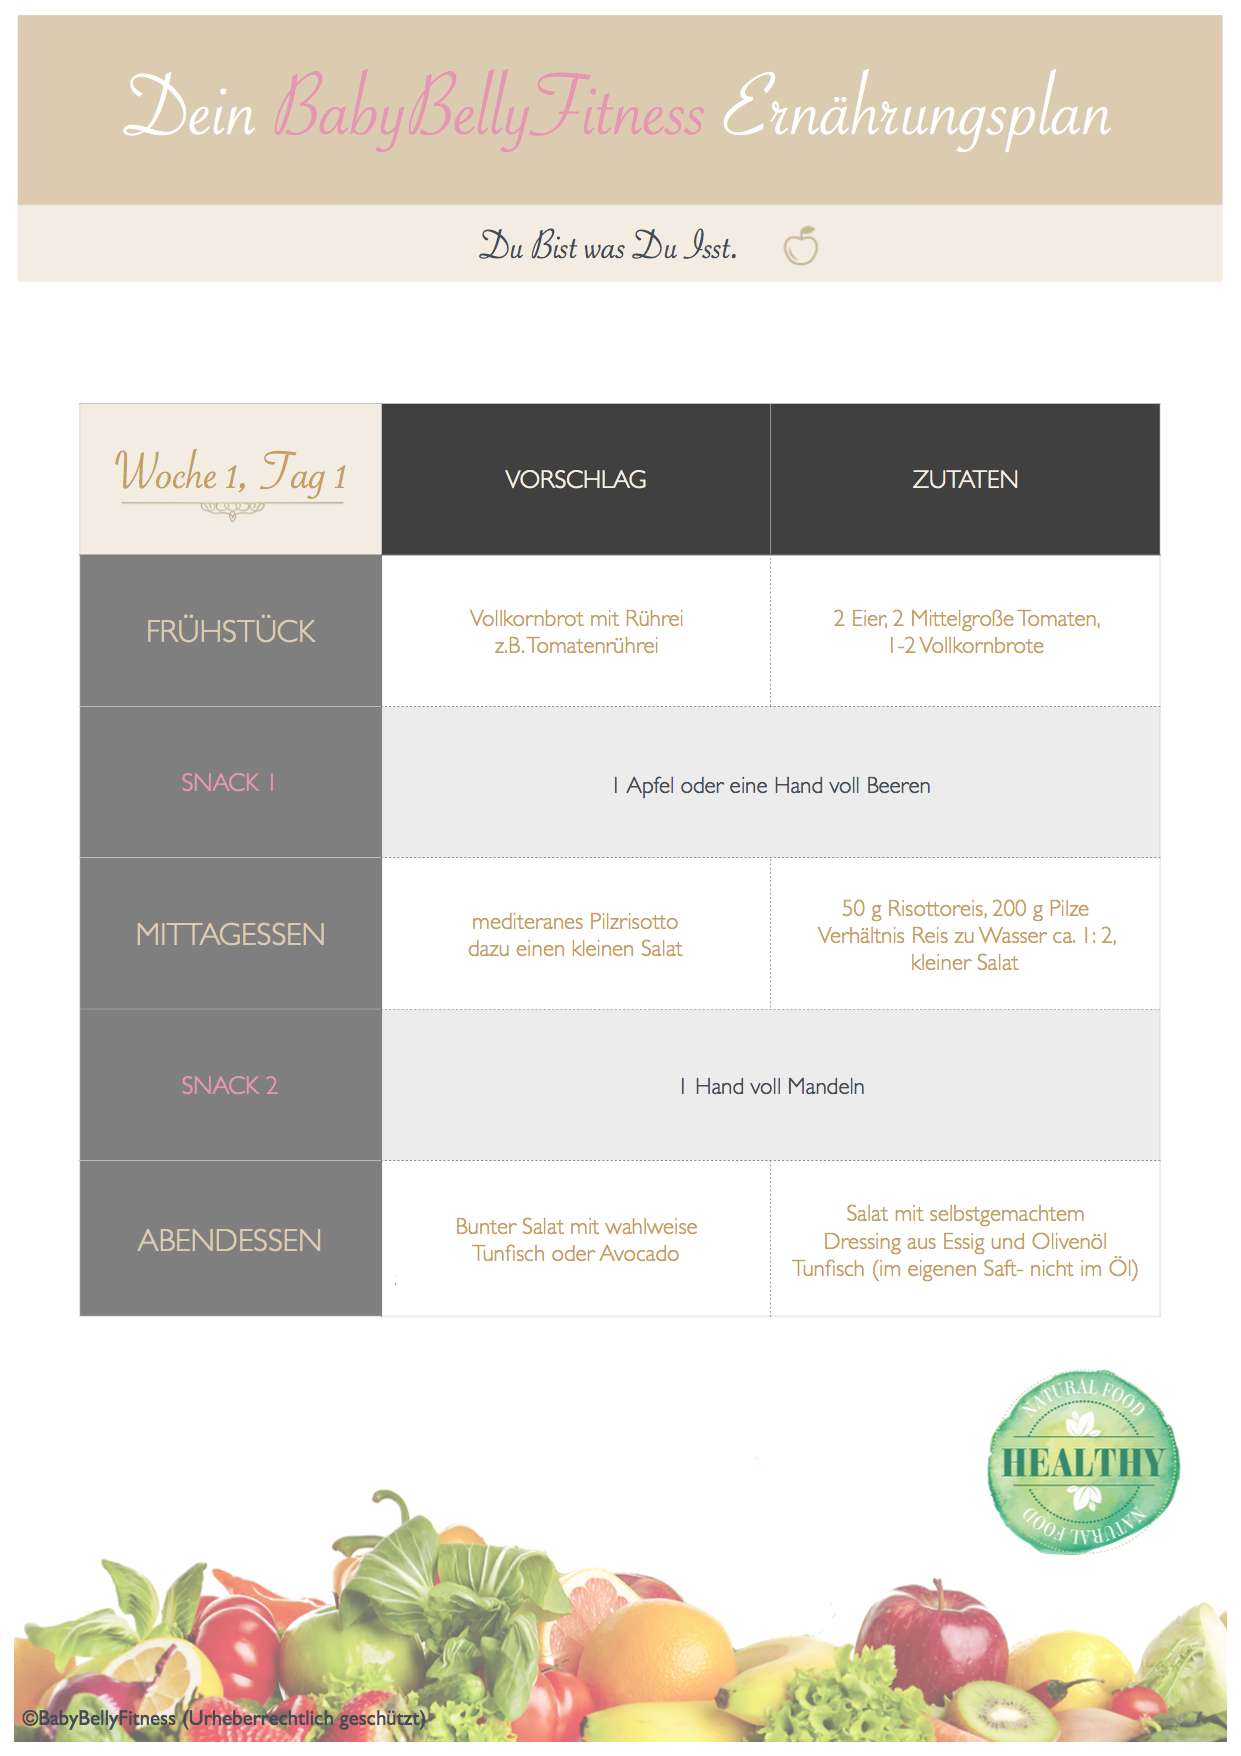 Dein BabyBellyFitness Ernährungsplan
Du Bist was Du Isst.
Woche 1, Tag 1
VORSCHLAG
ZUTATEN
FRÜHSTÜCK
Vollkornbrot mit Rührei
z.B. Tomatenrührei
2 Eier, 2 Mittelgroße Tomaten,
1-2 Vollkornbrote
SNACK 1
1 Apfel oder eine Hand voll Beeren
MITTAGESSEN
mediteranes Pilzrisotto
dazu einen kleinen Salat
50 g Risottoreis, 200 g Pilze
Verhältnis Reis zu Wasser ca. 1: 2,
kleiner Salat
SNACK 2
1 Hand voll Mandeln
ABENDESSEN
Bunter Salat mit wahlweise
Tunfisch oder Avocado
Salat mit selbstgemachtem
Dressing aus Essig und Olivenöl
Tunfisch (im eigenen Saft- nicht im Öl)
NATURAL FOOD
HEALTHY
NATURAL FOOD
©BabyBellyFitness (Urheberrechtlich geschützt)